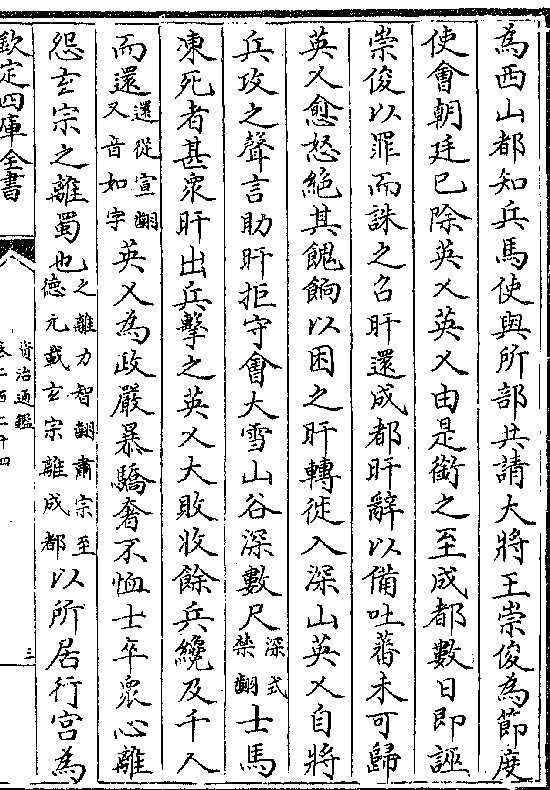 為西山都知兵馬使與所部共請大將王崇俊為節度
使會朝廷已除英乂英乂由是銜之至成都數日即誣
崇俊以罪而誅之召旰還成都旰辭以備吐蕃未可歸
英乂愈怒絶其餽餉以困之旰轉徙入深山英乂自將
兵攻之聲言助旰拒守會大雪山谷深數尺深式禁翻士馬
凍死者甚衆旰出兵擊之英乂大敗收餘兵纔及千人
而還還從宣翻又音如字英乂為政嚴暴驕奢不恤士卒衆心離
怨玄宗之離蜀也之離力智翻肅宗至德元載玄宗離成都以所居行宮為
欽定四庫全書
資治通鑑
卷二百二十四
三